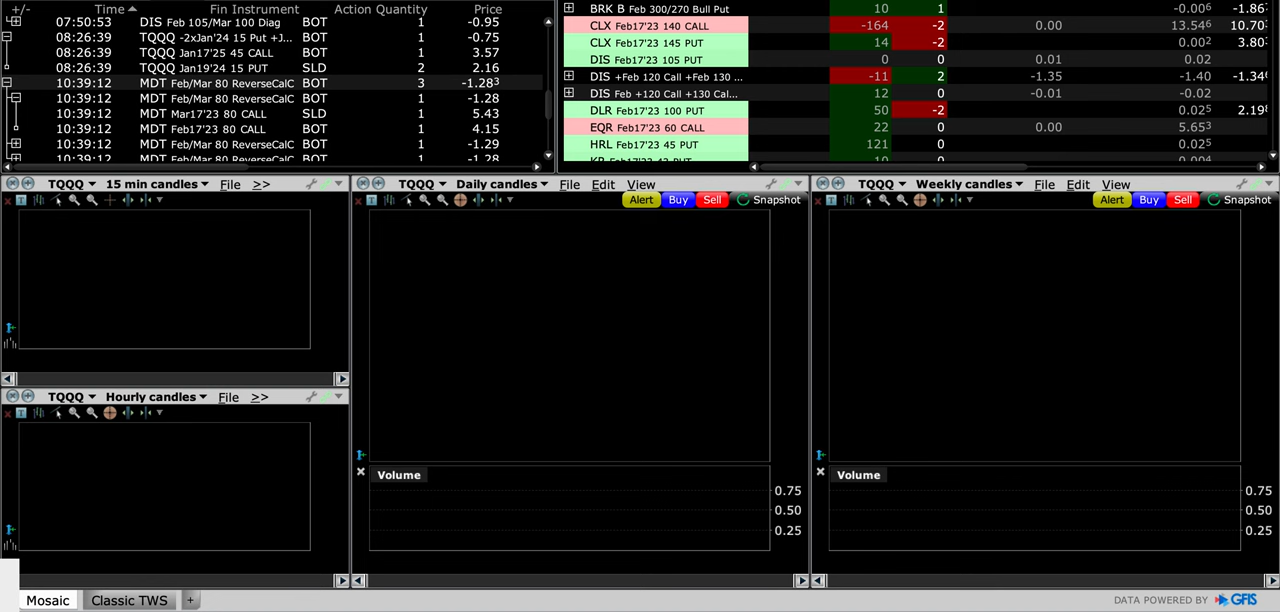 +/- Time Fin Instrument Action Quantity Price
07:50:53 DIS Feb 105/Mar 100 Diag BOT 1 -0.95
08:26:39 TQQQ -2xJan'24 15 Put +J... BOT 1 -0.75
08:26:39 TQQQ Jan17'25 45 CALL BOT 1 3.57
08:26:39 TQQQ Jan19'24 15 PUT SLD 2 2.16
10:39:12 MDT Feb/Mar 80 ReverseCalC BOT 3 -1.283
10:39:12 MDT Feb/Mar 80 ReverseCalC BOT 1 -1.28
10:39:12 MDT Mar17'23 80 CALL SLD 1 5.43
10:39:12 MDT Feb17'23 80 CALL BOT 1 4.15
10:39:12 MDT Feb/Mar 80 ReverseCalC BOT 1 -1.29
10:39:12 MDT Feb/Mar 80 ReverseCalC BOT 1 -1.28
BRK B Feb 300/270 Bull Put 10 1 -0.006 -1.86
CLX Feb17'23 140 CALL -164 -2 0.00 13.546 10.70
CLX Feb17'23 145 PUT 14 -2 0.002 3.80
DIS Feb17'23 105 PUT 0 0 0.01 0.02
DIS +Feb 120 Call +Feb 130 ... -11 2 -1.35 -1.40 -1.346
DIS Feb +120 Call +130 Cal... 12 0 -0.01 -0.02
DLR Feb17'23 100 PUT 50 -2 0.025 2.19
EQR Feb17'23 60 CALL 22 0 0.00 5.653
HRL Feb17'23 45 PUT 121 0 0.025
TQQQ 15 min candles File >>
TQQQ Daily candles File Edit View
Alert Buy Sell Snapshot
TQQQ Weekly candles File Edit View
Alert Buy Sell Snapshot
TQQQ Hourly candles File >>
Volume
0.75
0.50
0.25
Volume
0.75
0.50
0.25
Mosaic Classic TWS +
DATA POWERED BY GFIS